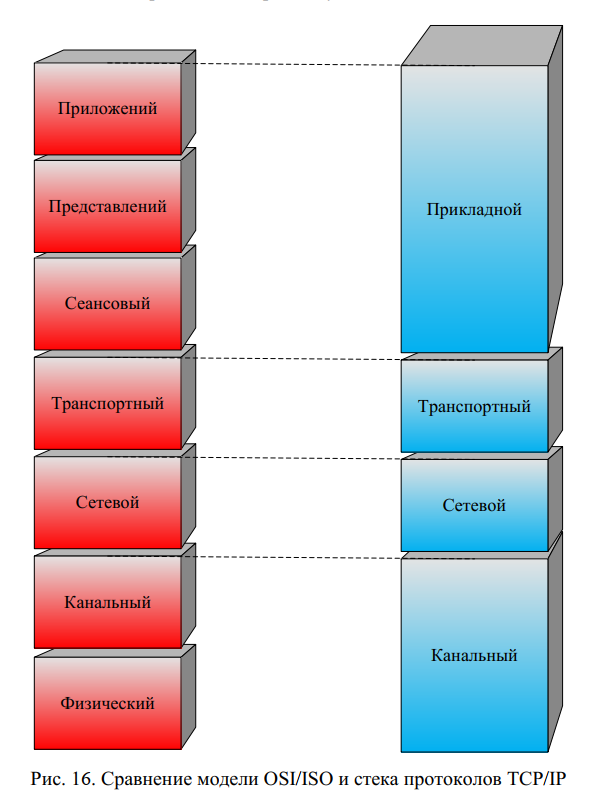 Приложений
Представлений
Сеансовый
Транспортный
Сетевой
Канальный
Физический
Прикладной
Транспортный
Сетевой
Канальный
Рис. 16. Сравнение модели OSI/ISO и стека протоколов TCP/IP